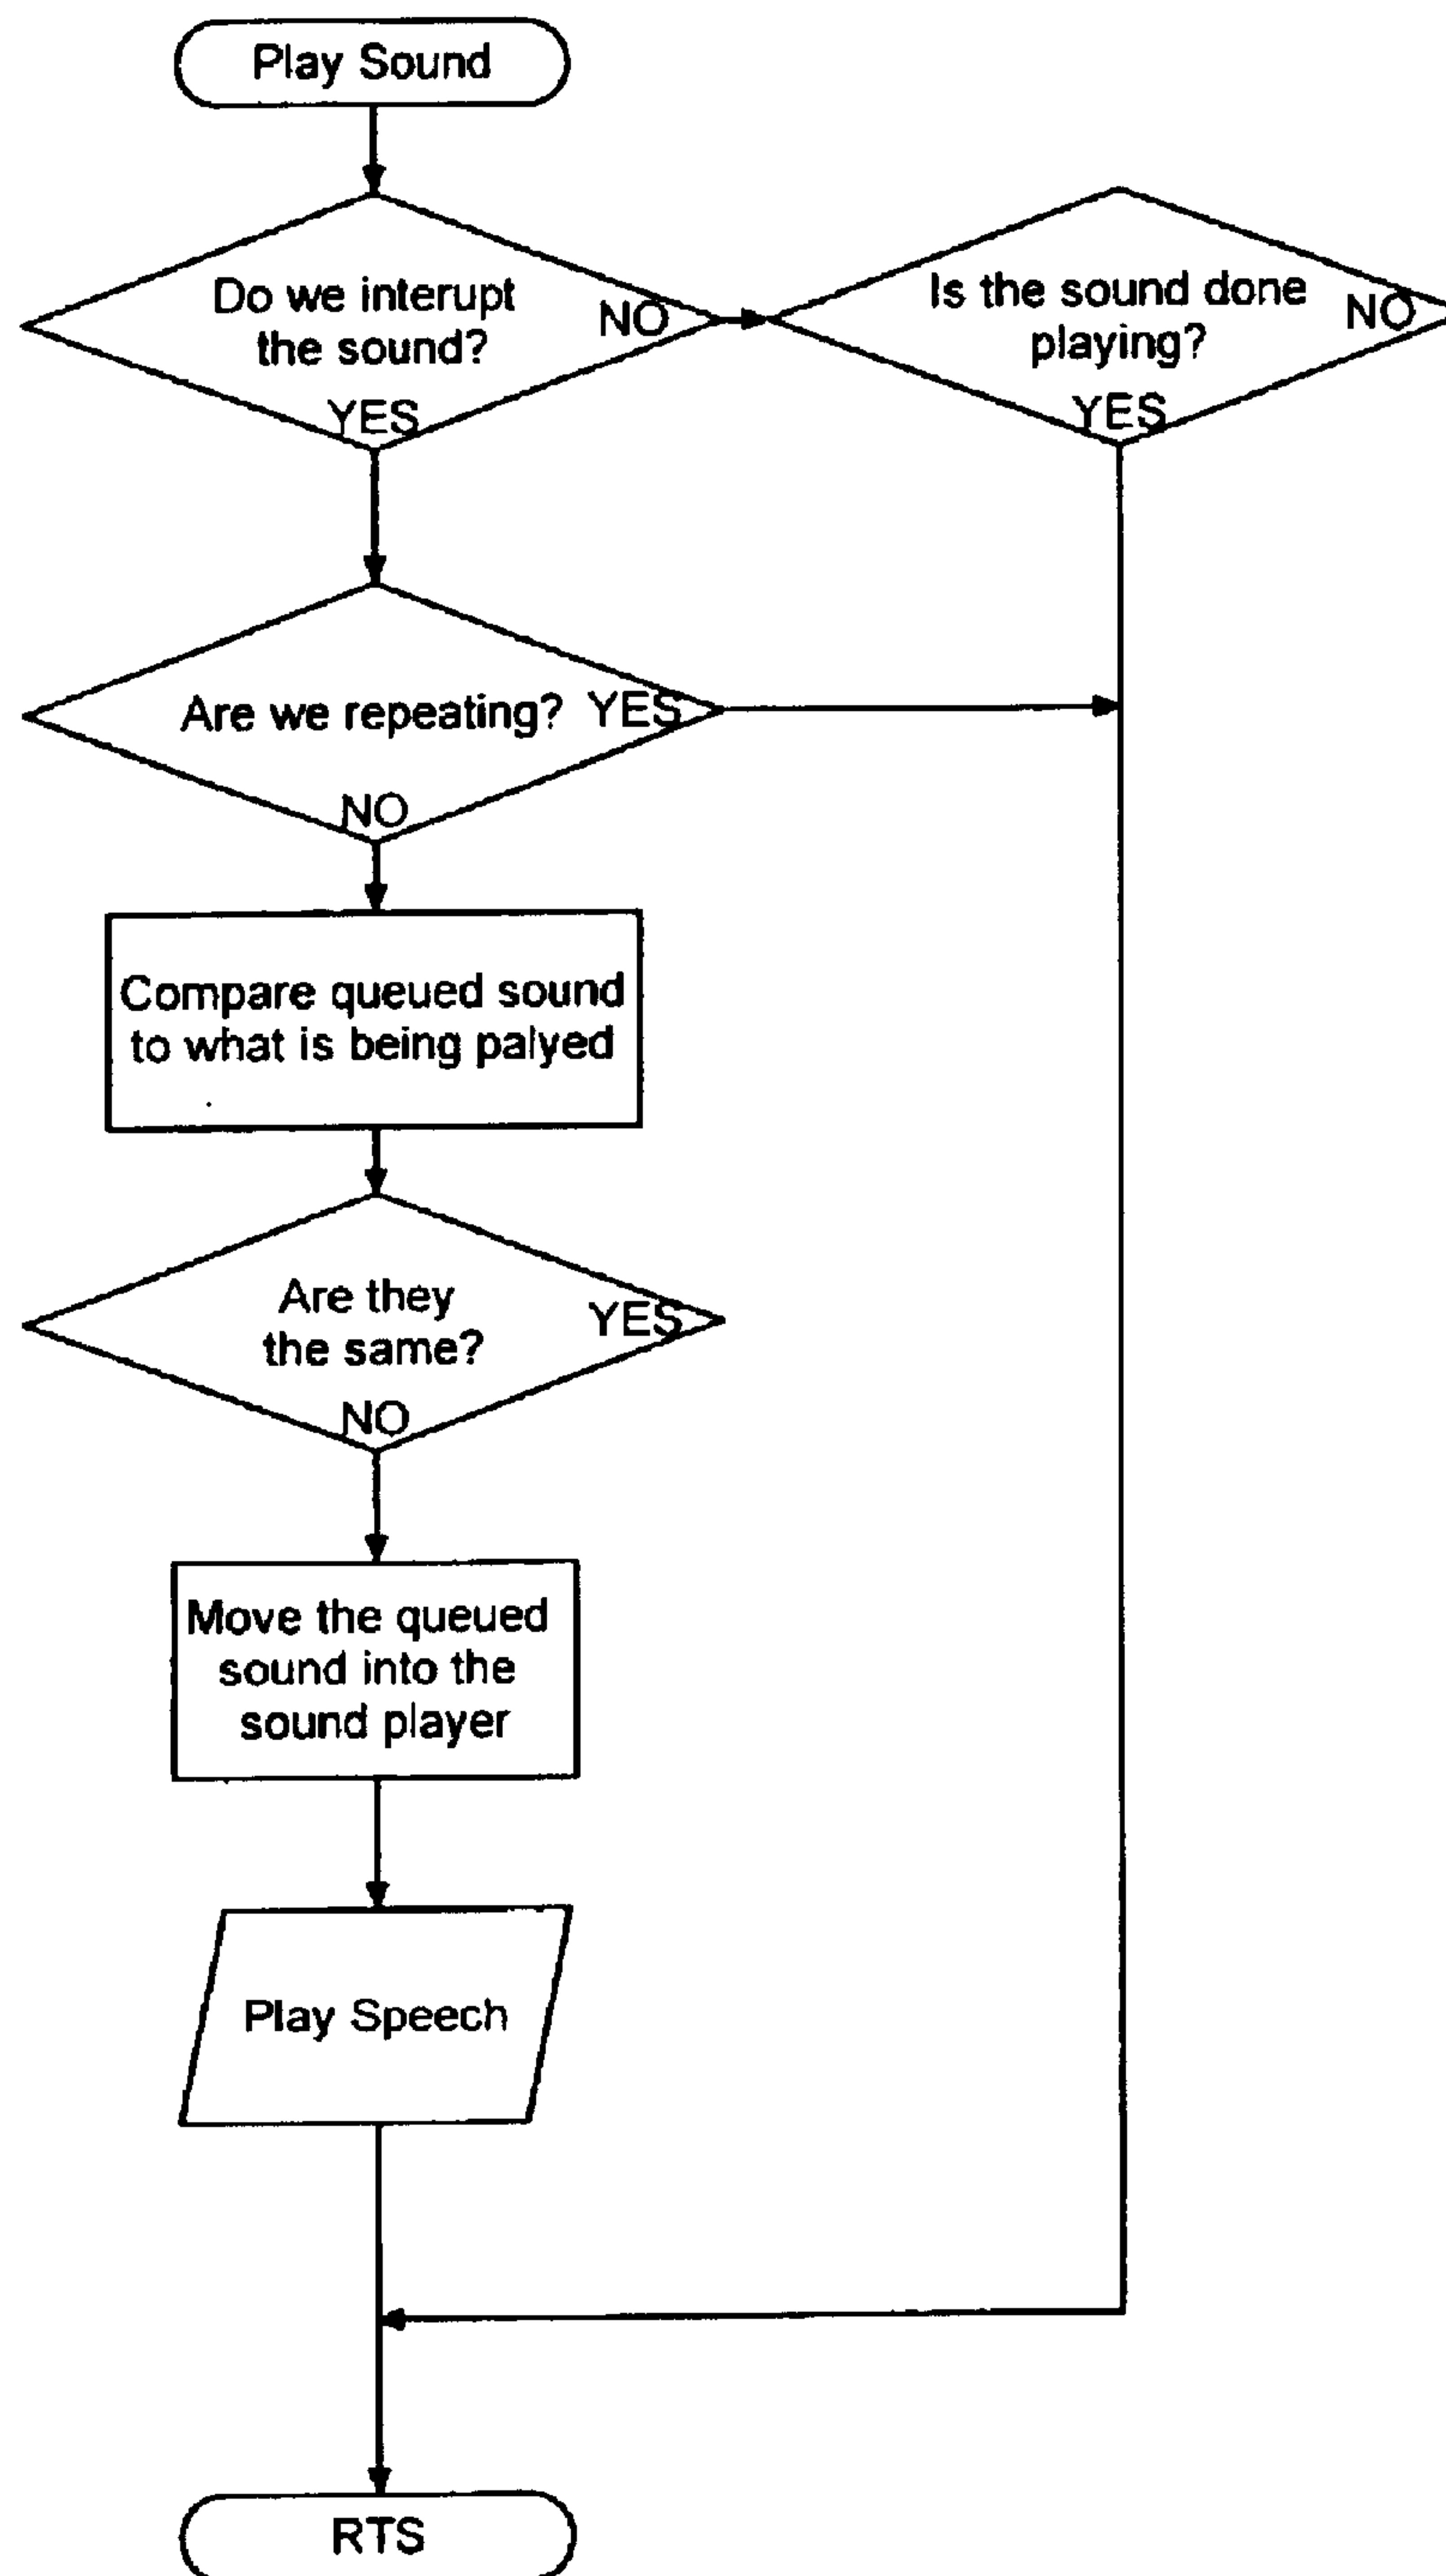 Play Sound
Do we interupt
the sound?
NO
YES
Is the sound done
playing?
NO
YES
Are we repeating?
YES
NO
Compare queued sound
to what is being palyed
Are they
the same?
YES
NO
Move the queued
sound into the
sound player
Play Speech
RTS